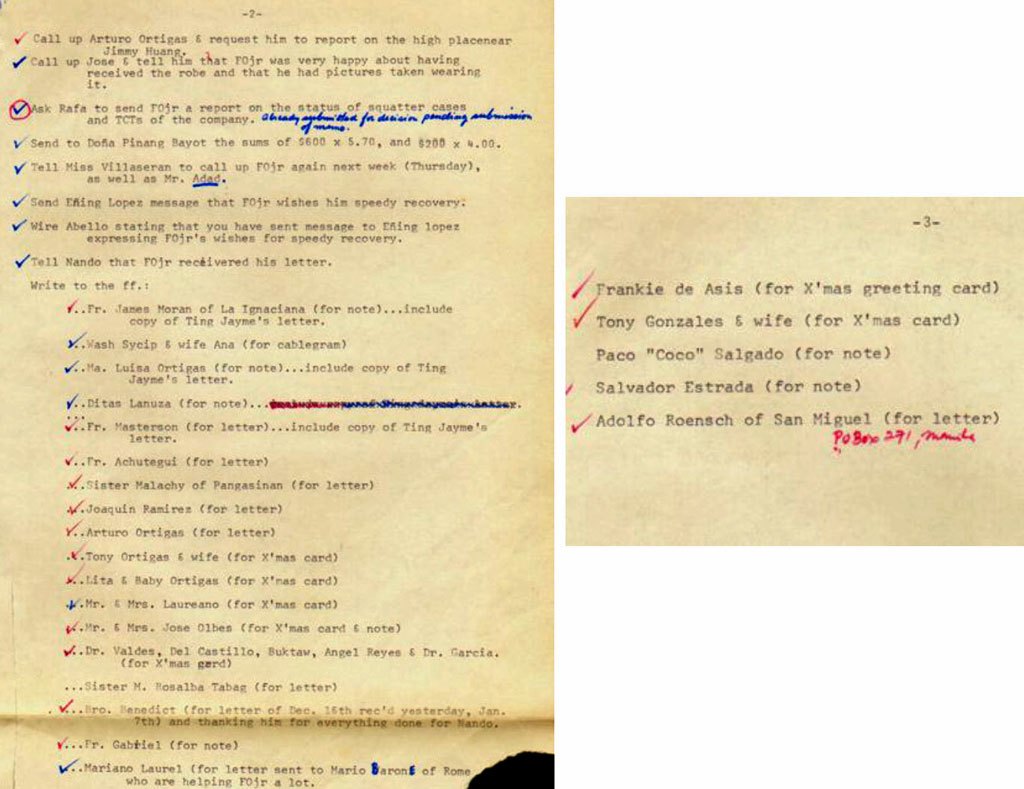 -2-
Call up Arturo Ortigas & request him to report on the high placenear
Jimmy Huang.
Call up Jose & tell him that FOjr was very happy about having
received the robe and that he had pictures taken wearing
it.
Ask Rafa to send FOjr a report on the status of squatter cases
and TCTs of the company. Already submitted for decision pending submission
of memo.
Send to Doña Pinang Bayot the sums of $600 x 5.70, and $200 x 4.00.
Tell Miss Villaseran to call up FOjr again next week (Thursday),
as well as Mr. Adad.
Send Eñing Lopez message that FOjr wishes him speedy recovery.
Wire Abello stating that you have sent message to Eñing lopez
expressing FOjr's wishes for speedy recovery.
Tell Nando that FOjr recéivered his letter.
Write to the ff.:
..Fr. James Moran of La Ignaciana (for note)...include
copy of Ting Jayme's letter.
..Wash Sycip & wife Ana (for cablegram)
..Ma. Luisa Ortigas (for note)...include copy of Ting
Jayme's letter.
..Ditas Lanuza (for note)...
..Fr. Masterson (for letter)...include copy of Ting Jayme's
letter.
..Fr. Achutegui (for letter)
..Sister Malachy of Pangasinan (for letter)
..Joaquin Ramirez (for letter)
..Arturo Ortigas (for letter)
...Tony Ortigas & wife (for X'mas card)
...Lita & Baby Ortigas (for X'mas card)
..Mr. & Mrs. Laureano (for X'mas card)
..Mr. & Mrs. Jose Olbes (for X'mas card & note)
..Dr. Valdes, Del Castillo, Buktaw, Angel Reyes & Dr. Garcia.
(for X'mas card)
...Sister M. Rosalba Tabag (for letter)
...Bro. Benedict (for letter of Dec. 16th rec'd yesterday, Jan.
7th) and thanking him for everything done for Nando.
...Fr. Gabriel (for note)
...Mariano Laurel (for letter sent to Mario Barone of Rome
who are helping FOjr a lot.
-3-
Frankie de Asis (for X'mas greeting card)
Tony Gonzales & wife (for X'mas card)
Paco "Coco" Salgado (for note)
Salvador Estrada (for note)
Adolfo Roensch of San Miguel (for letter)
PO Box 271, Manila